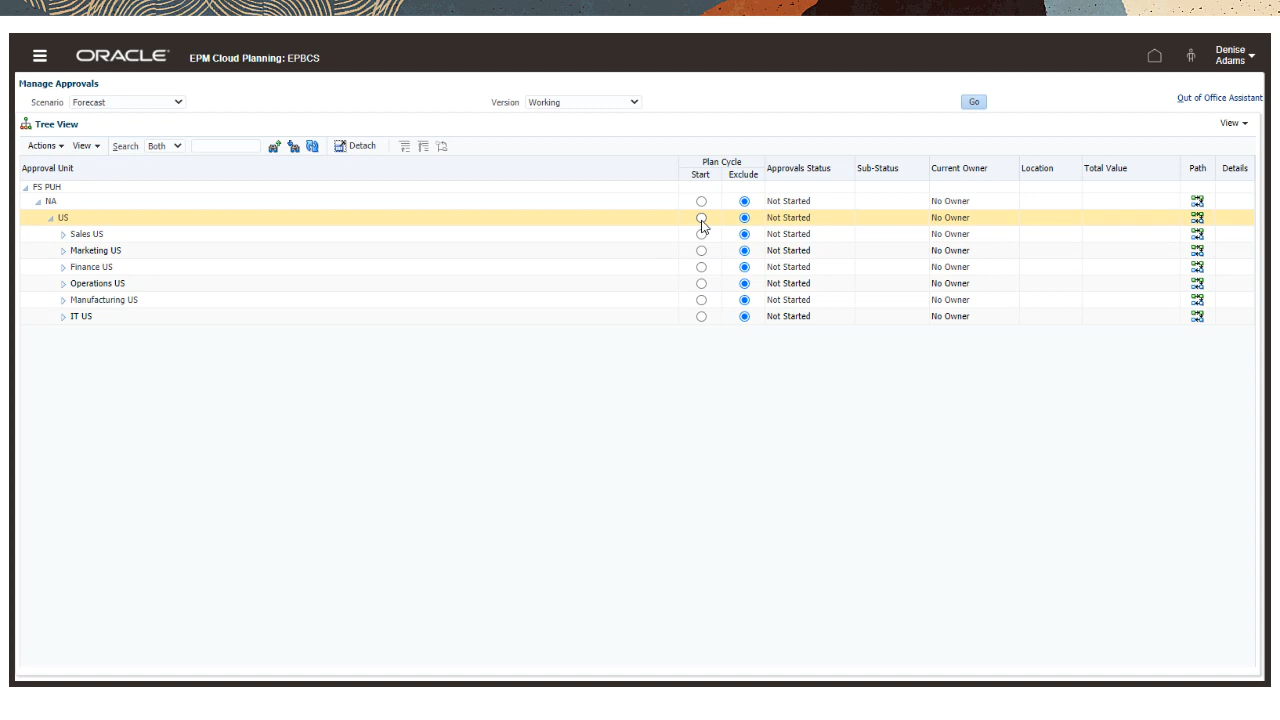 ORACLE EPM Cloud Planning: EPBCS Denise Adams
Manage Approvals
Scenario Forecast Version Working Go Out of Office Assistant
Tree View View
Actions View Search Both Detach
Approval Unit Plan Cycle Start Exclude Approvals Status Sub-Status Current Owner Location Total Value Path Details
FS PUH
NA Not Started No Owner
US Not Started No Owner
Sales US Not Started No Owner
Marketing US Not Started No Owner
Finance US Not Started No Owner
Operations US Not Started No Owner
Manufacturing US Not Started No Owner
IT US Not Started No Owner